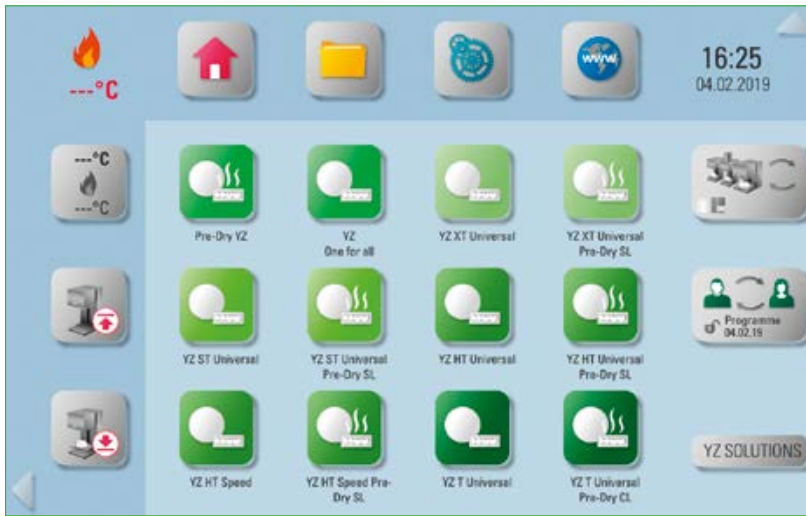 ---°C
www
16:25
04.02.2019
---°C
---°C
Pre-Dry YZ
YZ
One for all
YZ XT Universal
YZ XT Universal
Pre-Dry SL
YZ ST Universal
YZ ST Universal
Pre-Dry SL
YZ HT Universal
YZ HT Universal
Pre-Dry SL
Programme
04.02.19
YZ HT Speed
YZ HT Speed Pre-
Dry SL
YZ T Universal
YZ T Universal
Pre-Dry CL
YZ SOLUTIONS